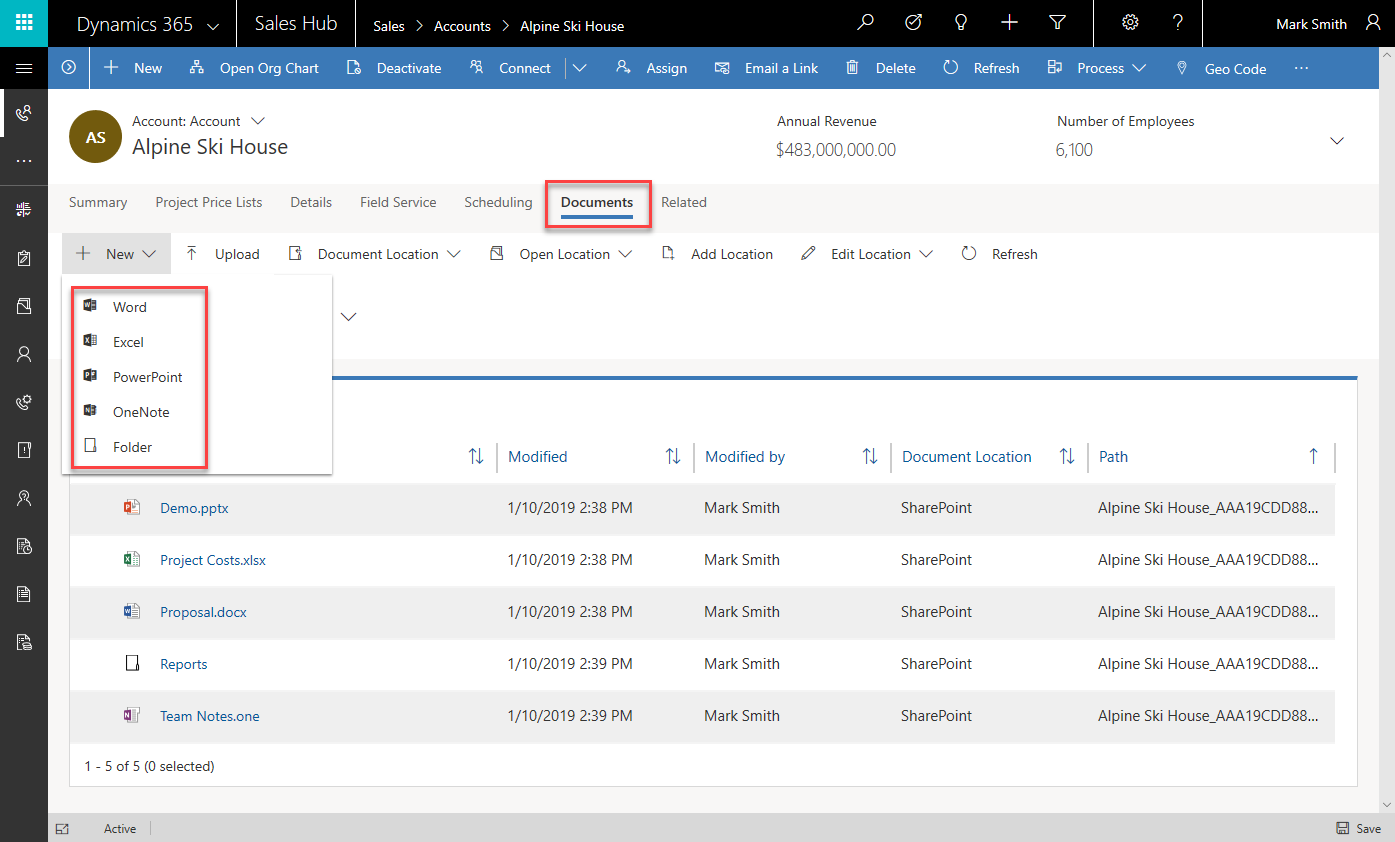 Dynamics 365 Sales Hub Sales > Accounts > Alpine Ski House ? Mark Smith
New Open Org Chart Deactivate Connect Assign Email a Link Delete Refresh Process Geo Code ...
AS
Account: Account
Alpine Ski House
Annual Revenue
$483,000,000.00
Number of Employees
6,100
Summary Project Price Lists Details Field Service Scheduling Documents Related
New Upload Document Location Open Location Add Location Edit Location Refresh
Word
Excel
PowerPoint
OneNote
Folder
Modified Modified by Document Location Path
Demo.pptx 1/10/2019 2:38 PM Mark Smith SharePoint Alpine Ski House_AAA19CDD88...
Project Costs.xlsx 1/10/2019 2:38 PM Mark Smith SharePoint Alpine Ski House_AAA19CDD88...
Proposal.docx 1/10/2019 2:38 PM Mark Smith SharePoint Alpine Ski House_AAA19CDD88...
Reports 1/10/2019 2:39 PM Mark Smith SharePoint Alpine Ski House_AAA19CDD88...
Team Notes.one 1/10/2019 2:39 PM Mark Smith SharePoint Alpine Ski House_AAA19CDD88...
1 - 5 of 5 (0 selected)
Active Save